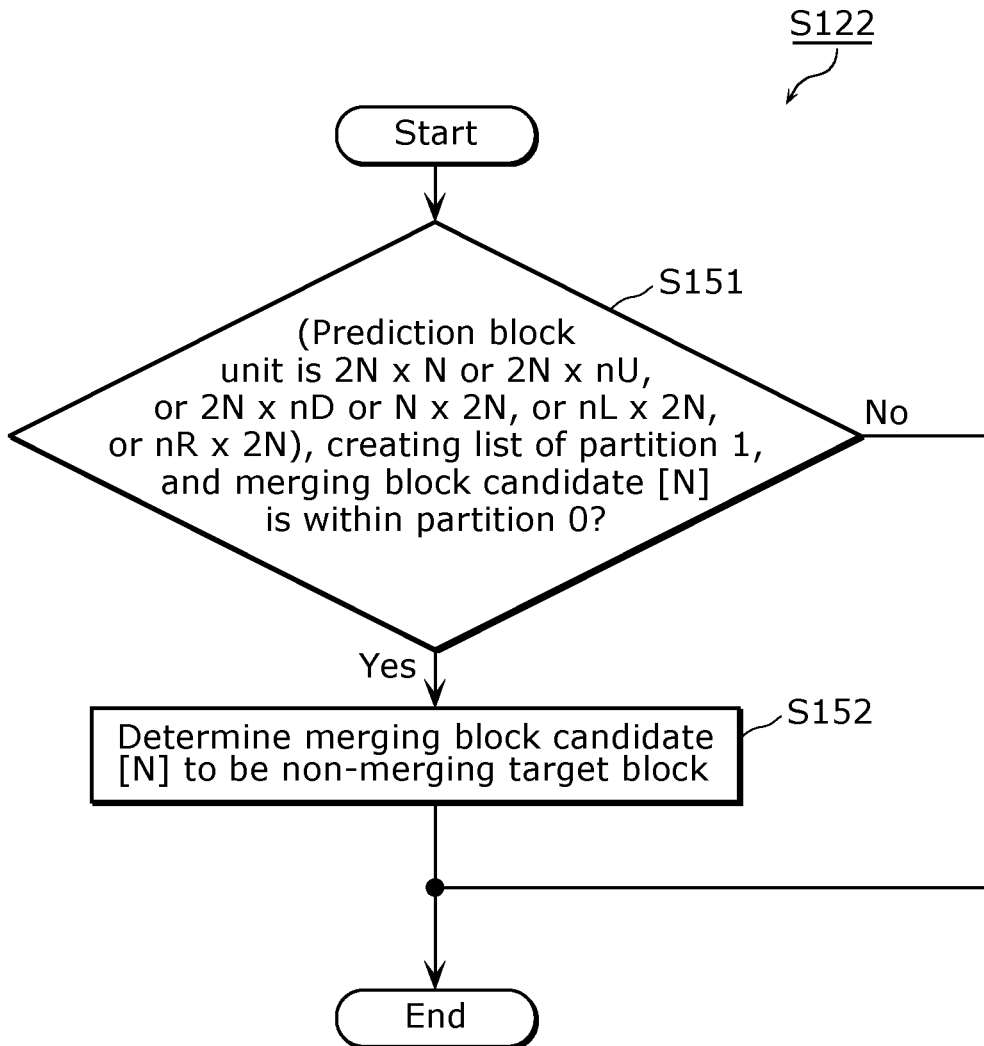 S122
Start
S151
(Prediction block
unit is 2N x N or 2N x nU,
or 2N x nD or N x 2N, or nL x 2N,
or nR x 2N), creating list of partition 1,
and merging block candidate [N]
is within partition 0?
No
Yes
S152
Determine merging block candidate
[N] to be non-merging target block
End